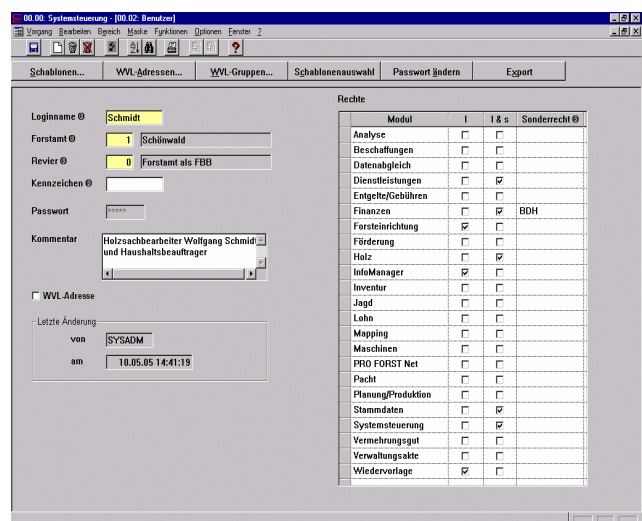 00.00: Systemsteuerung - [00.02: Benutzer]
Vorgang Bearbeiten Bereich Maske Funktionen Optionen Fenster ?
Schablonen... WVL-Adressen... WVL-Gruppen... Schablonenauswahl Passwort ändern Export
Rechte
Loginname Schmidt
Forstamt 1 Schönwald
Revier 0 Forstamt als FBB
Kennzeichen
Passwort *****
Kommentar Holzsachbearbeiter Wolfgang Schmidt
und Haushaltsbeauftrager
WVL-Adresse
Letzte Änderung
von SYSADM
am 10.05.05 14:41:19
Modul l l & s Sonderrecht
Analyse
Beschaffungen
Datenabgleich
Dienstleistungen
Entgelte/Gebühren
Finanzen BDH
Forsteinrichtung
Förderung
Holz
InfoManager
Inventur
Jagd
Lohn
Mapping
Maschinen
PRO FORST Net
Pacht
Planung/Produktion
Stammdaten
Systemsteuerung
Vermehrungsgut
Verwaltungsakte
Wiedervorlage